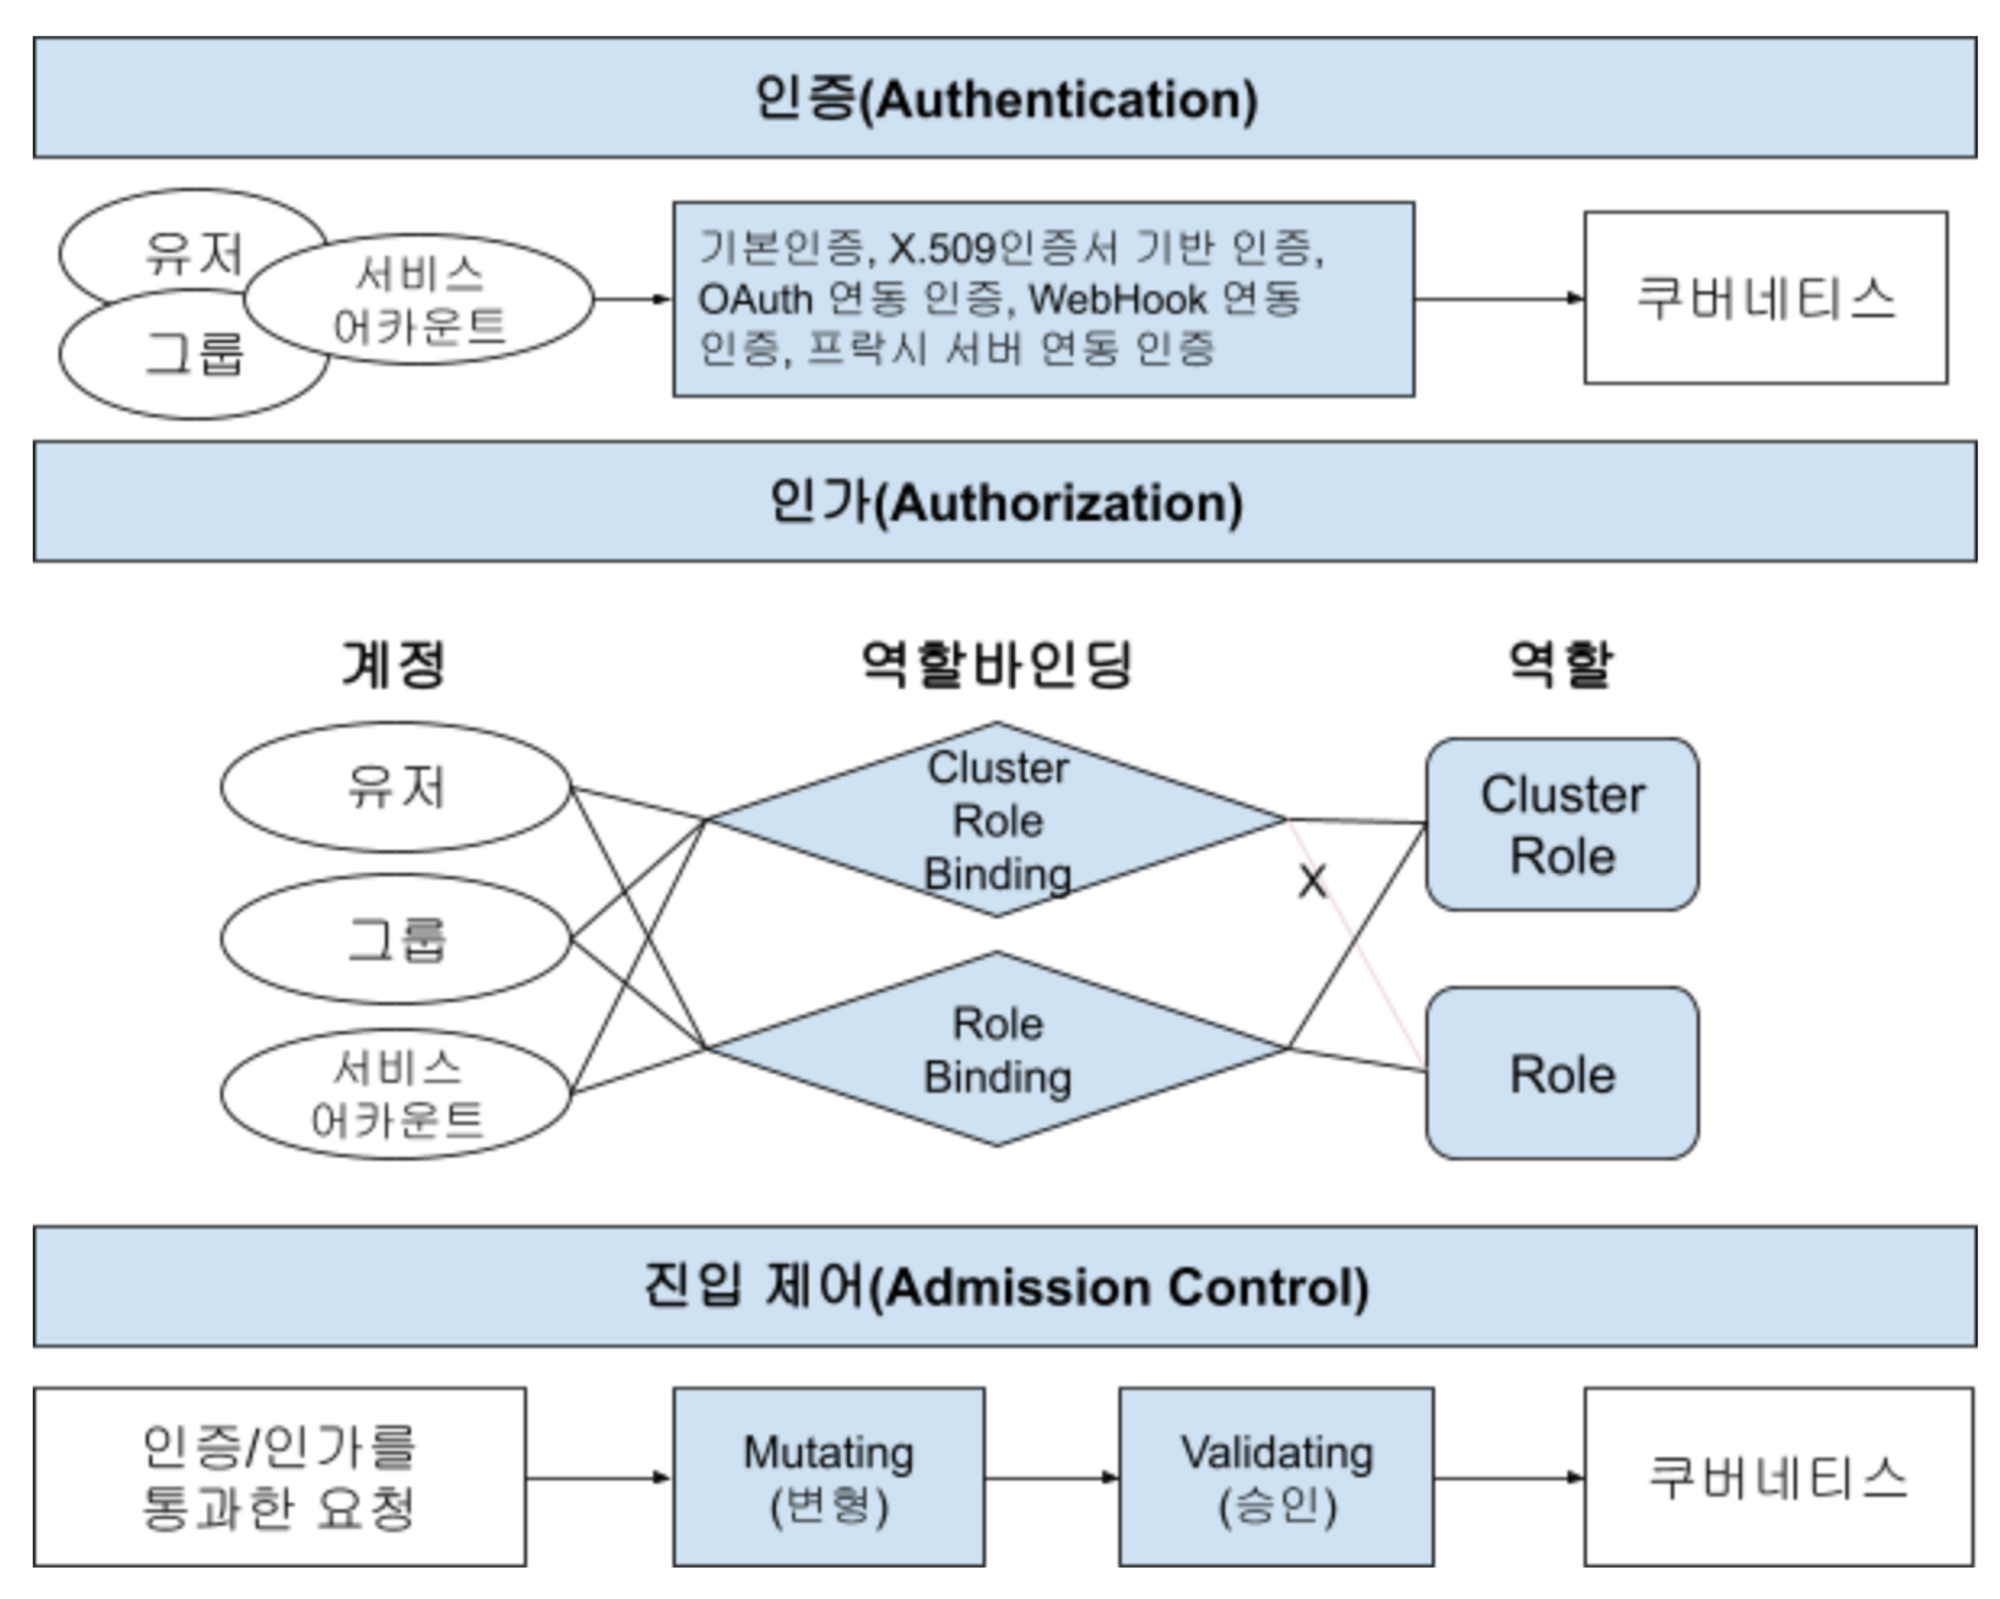 인증(Authentication)
유저
그룹
서비스
어카운트
기본인증, X.509인증서 기반 인증,
OAuth 연동 인증, WebHook 연동
인증, 프락시 서버 연동 인증
쿠버네티스
인가(Authorization)
계정
역할바인딩
역할
유저
그룹
서비스
어카운트
Cluster
Role
Binding
Role
Binding
X
Cluster
Role
Role
진입 제어(Admission Control)
인증/인가를
통과한 요청
Mutating
(변형)
Validating
(승인)
쿠버네티스